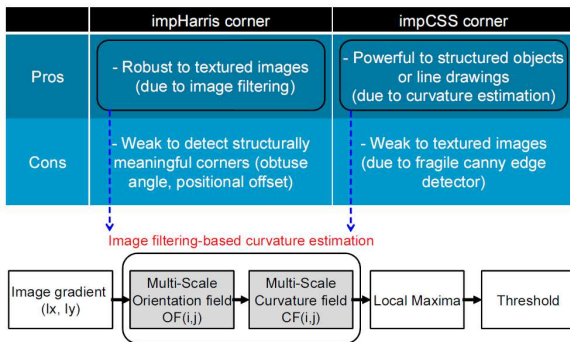 impHarris corner
impCSS corner
Pros
- Robust to textured images
(due to image filtering)
- Powerful to structured objects
or line drawings
(due to curvature estimation)
Cons
- Weak to detect structurally
meaningful corners (obtuse
angle, positional offset)
- Weak to textured images
(due to fragile canny edge
detector)
Image filtering-based curvature estimation
Image gradient
(Ix, Iy)
Multi-Scale
Orientation field
OF(i,j)
Multi-Scale
Curvature field
CF(i,j)
Local Maxima
Threshold